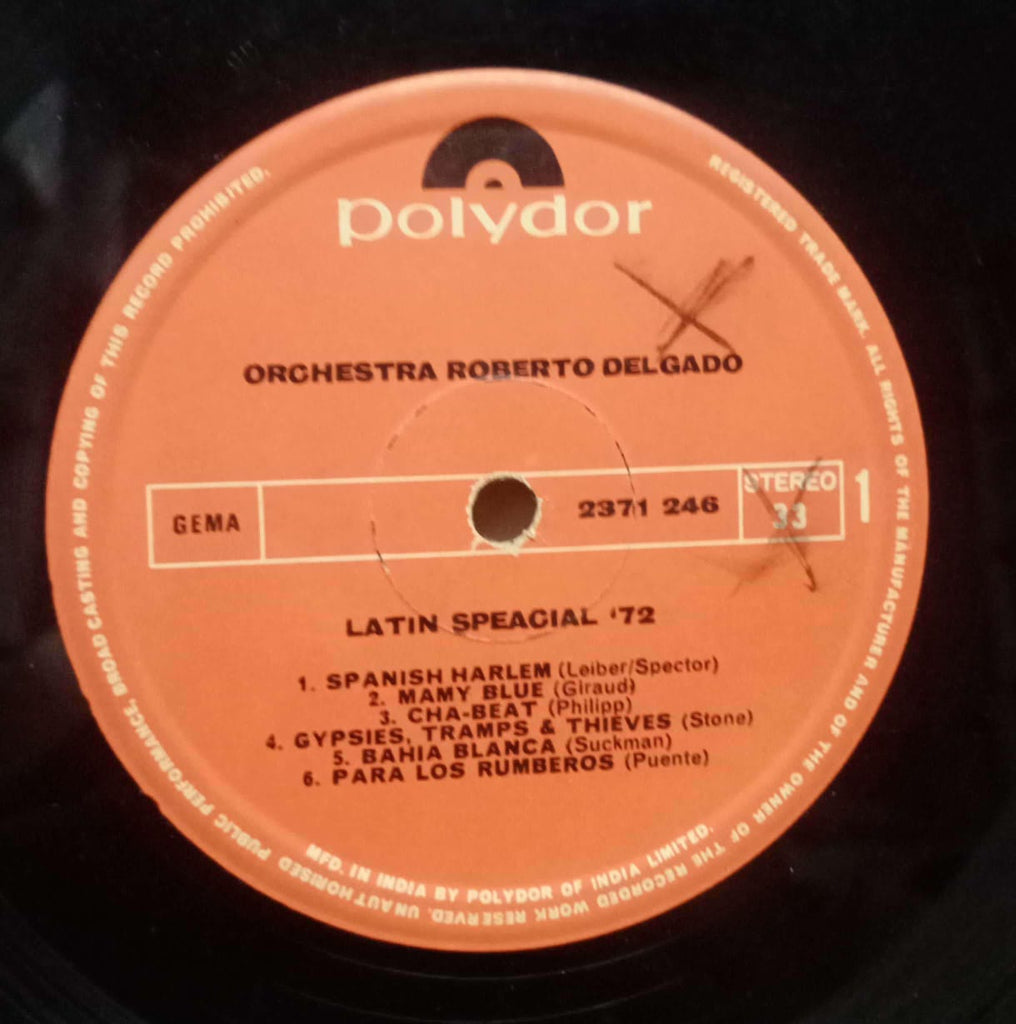 polydor
ORCHESTRA ROBERTO DELGADO
GEMA
2371 246
STEREO
33
1
LATIN SPEACIAL '72
1. SPANISH HARLEM (Leiber/Spector)
2. MAMY BLUE (Giraud)
3. CHA-BEAT (Philipp)
4. GYPSIES, TRAMPS & THIEVES (Stone)
5. BAHIA BLANCA (Suckman)
6. PARA LOS RUMBEROS (Puente)
MFD. IN INDIA BY POLYDOR OF INDIA LIMITED.
REGISTERED TRADE MARK. ALL RIGHTS OF THE MANUFACTURER AND OF THE OWNER OF THE RECORDED WORK RESERVED. UNAUTHORISED PUBLIC PERFORMANCE, BROADCASTING AND COPYING OF THIS RECORD PROHIBITED.